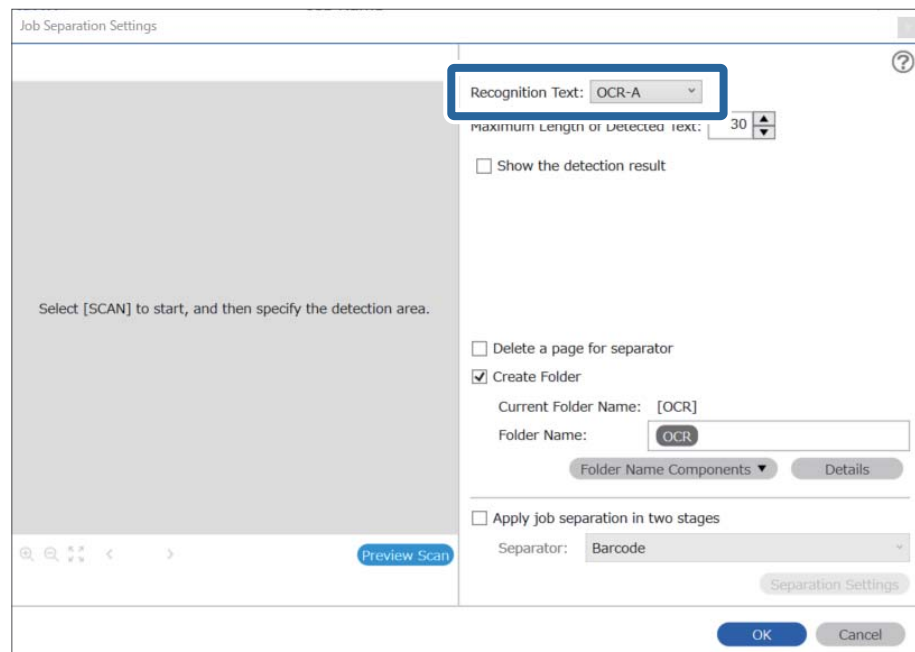 Job Separation Settings
Recognition Text: OCR-A
Maximum Length of Detected Text: 30
Show the detection result
Select [SCAN] to start, and then specify the detection area.
Delete a page for separator
Create Folder
Current Folder Name: [OCR]
Folder Name: OCR
Folder Name Components Details
Apply job separation in two stages
Separator: Barcode
Preview Scan
Separation Settings
OK Cancel